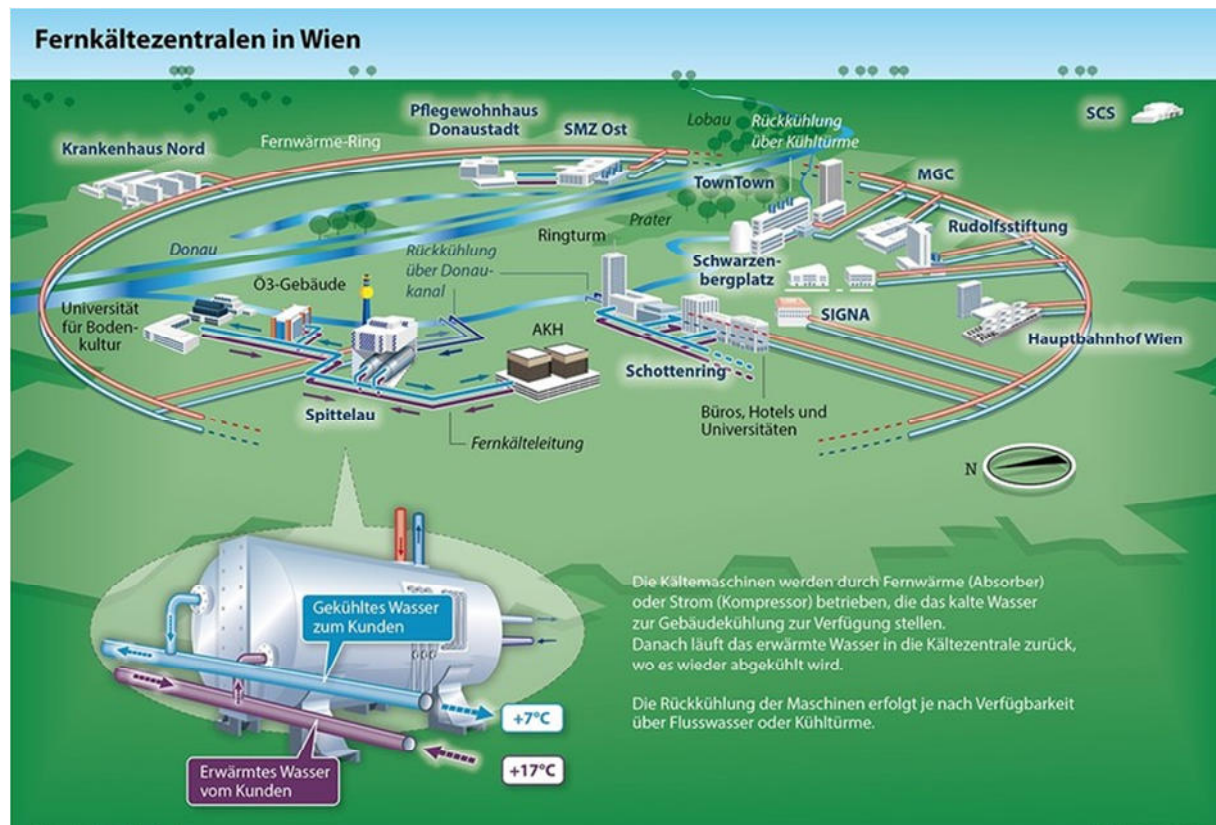 Fernkältezentralen in Wien
SCS
Pflegewohnhaus
Donaustadt
SMZ Ost
Lobau
Rückkühlung
über Kühltürme
Krankenhaus Nord
Fernwärme-Ring
TownTown
MGC
Prater
Rudolfsstiftung
Ringturm
Donau
Rückkühlung
über Donau-
kanal
Schwarzen-
bergplatz
Ö3-Gebäude
Universität
für Boden-
kultur
SIGNA
AKH
Hauptbahnhof Wien
Schottenring
Spittelau
Büros, Hotels und
Universitäten
Fernkälteleitung
N
Die Kältemaschinen werden durch Fernwärme (Absorber)
oder Strom (Kompressor) betrieben, die das kalte Wasser
zur Gebäudekühlung zur Verfügung stellen.
Danach läuft das erwärmte Wasser in die Kältezentrale zurück,
wo es wieder abgekühlt wird.
Die Rückkühlung der Maschinen erfolgt je nach Verfügbarkeit
über Flusswasser oder Kühltürme.
Gekühltes Wasser
zum Kunden
+7°C
+17°C
Erwärmtes Wasser
vom Kunden